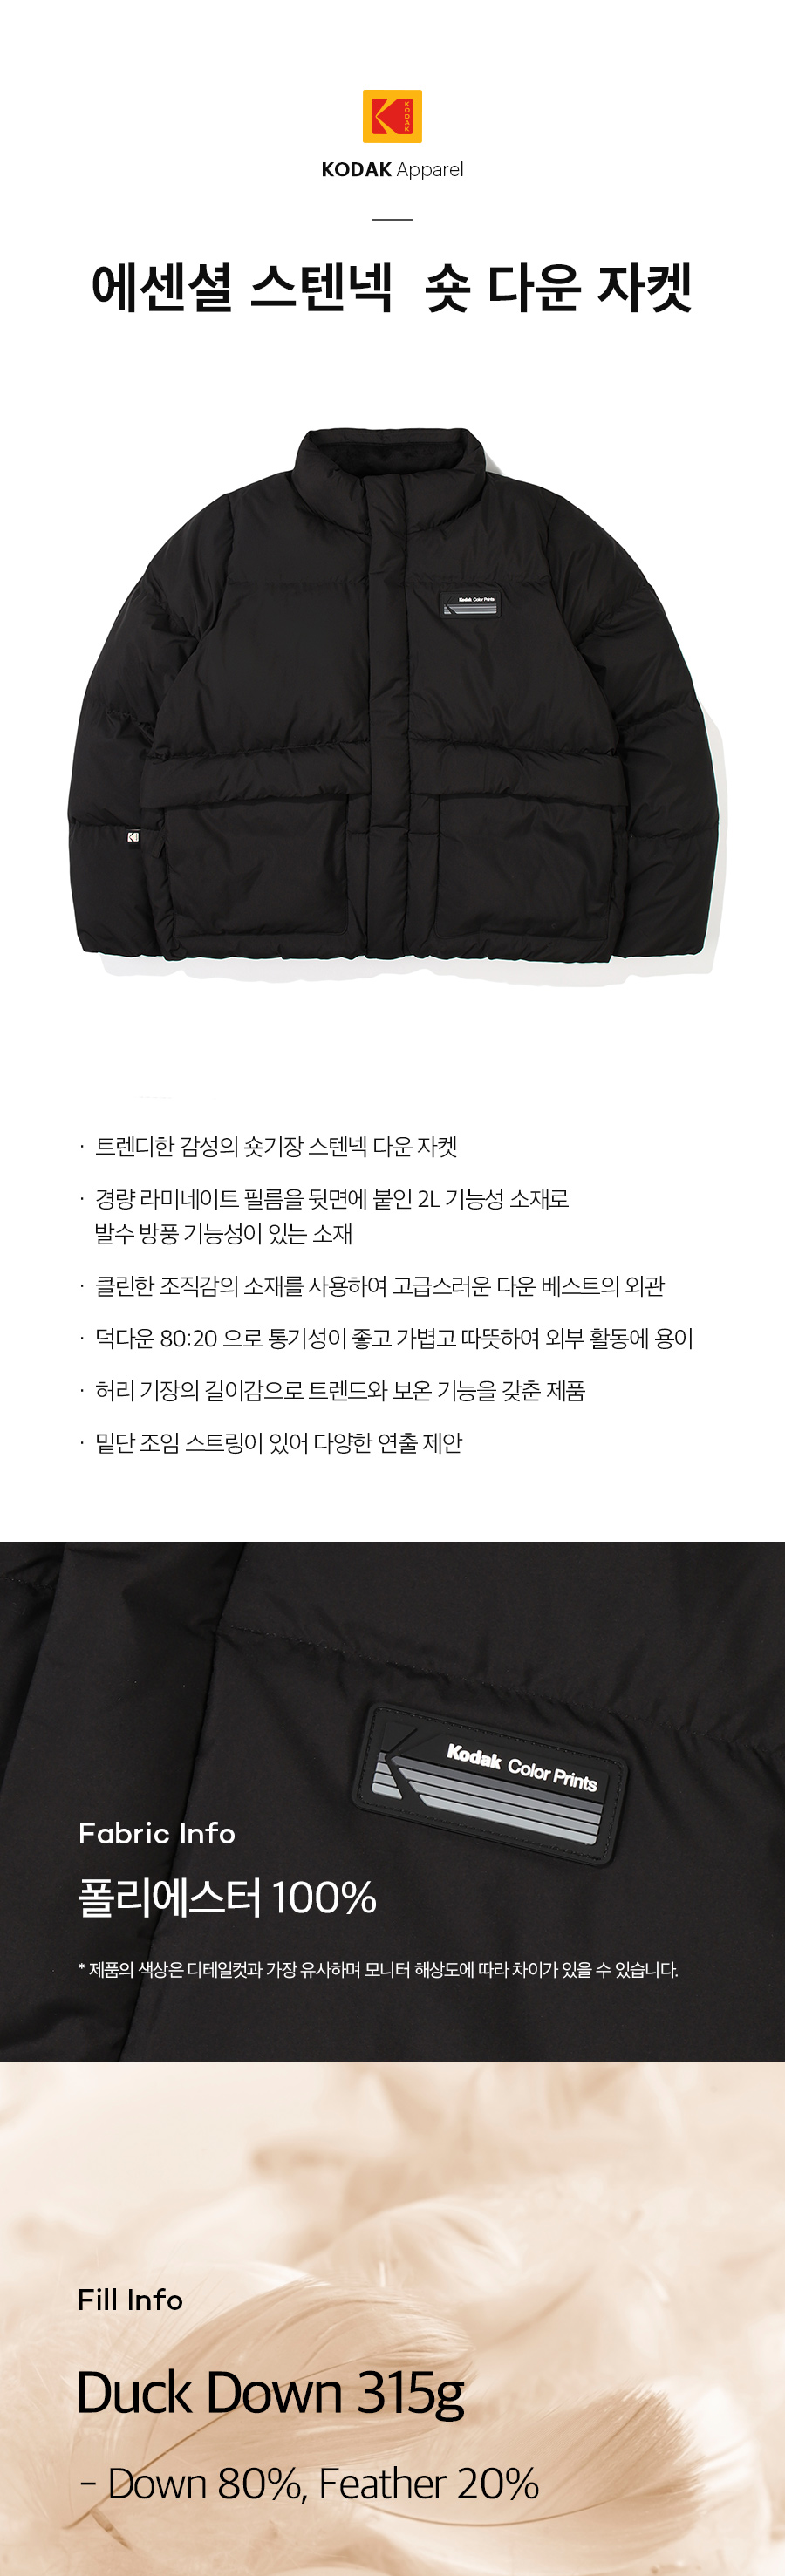 KODAK
KODAK Apparel
에센셜 스텐넥 숏 다운 자켓
Kodak Color Prints
· 트렌디한 감성의 숏기장 스텐넥 다운 자켓
· 경량 라미네이트 필름을 뒷면에 붙인 2L 기능성 소재로
발수 방풍 기능성이 있는 소재
· 클린한 조직감의 소재를 사용하여 고급스러운 다운 베스트의 외관
· 덕다운 80:20 으로 통기성이 좋고 가볍고 따뜻하여 외부 활동에 용이
· 허리 기장의 길이감으로 트렌드와 보온 기능을 갖춘 제품
· 밑단 조임 스트링이 있어 다양한 연출 제안
Kodak Color Prints
Fabric Info
폴리에스터 100%
* 제품의 색상은 디테일컷과 가장 유사하며 모니터 해상도에 따라 차이가 있을 수 있습니다.
Fill Info
Duck Down 315g
- Down 80%, Feather 20%